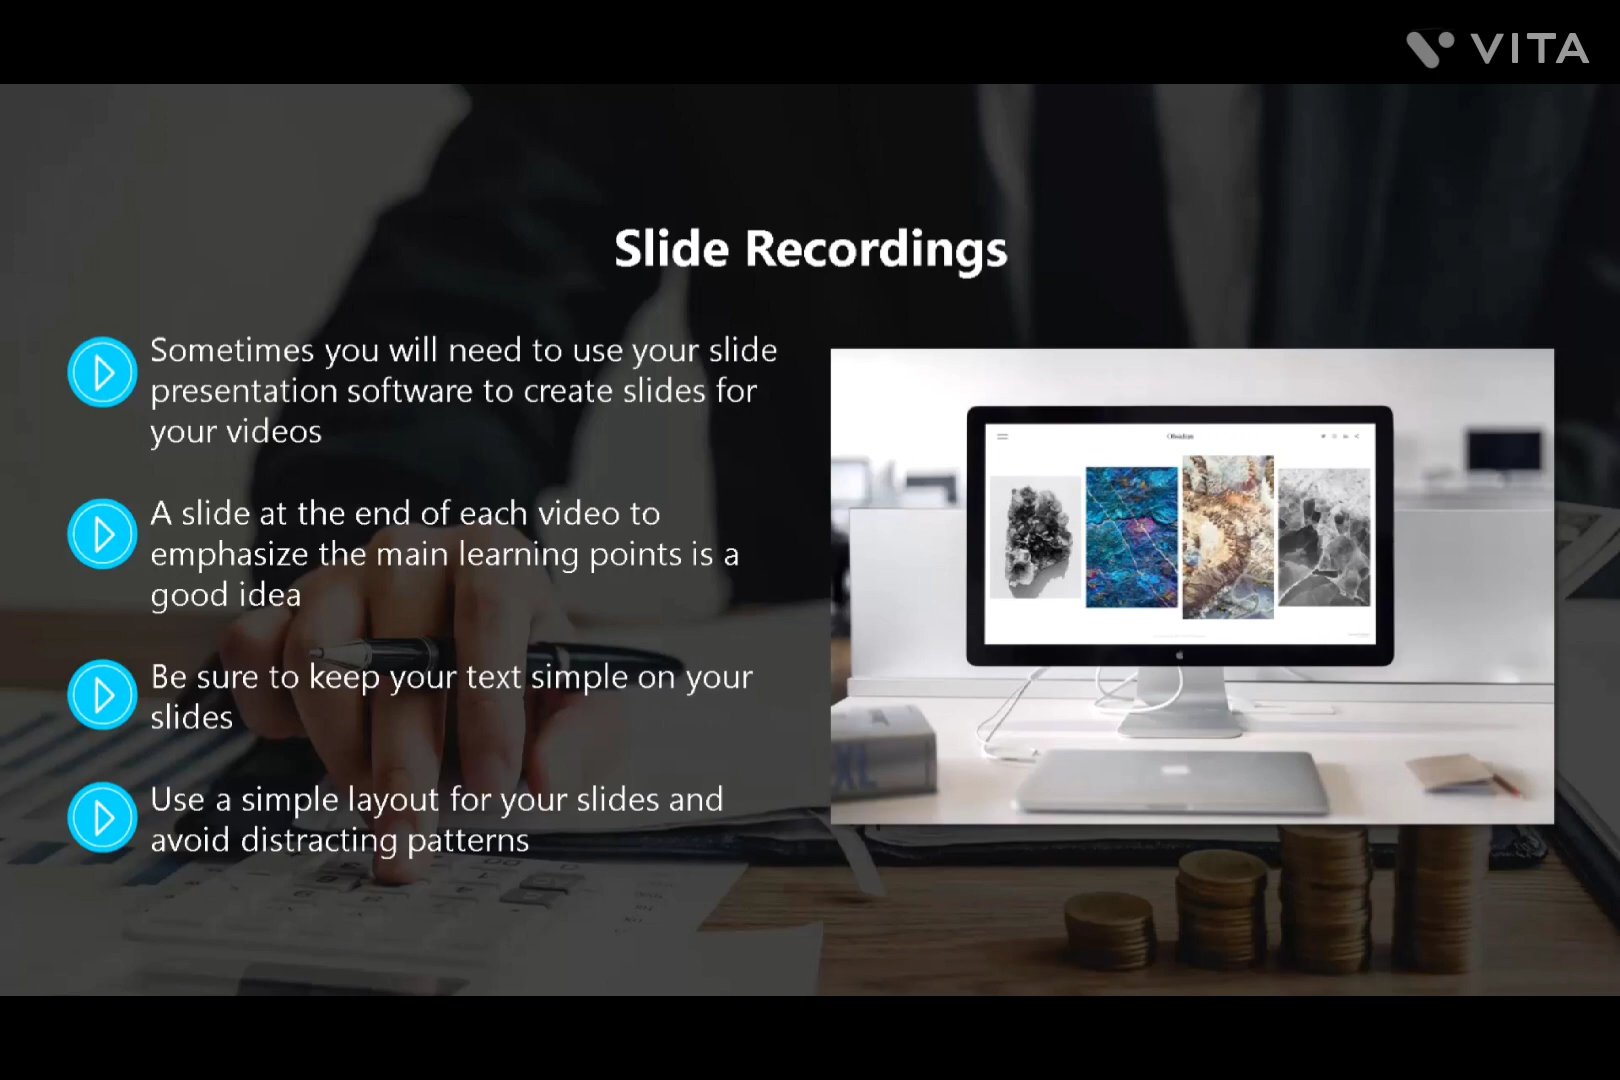 VITA
Slide Recordings
Sometimes you will need to use your slide
presentation software to create slides for
your videos
A slide at the end of each video to
emphasize the main learning points is a
good idea
Be sure to keep your text simple on your
slides
Use a simple layout for your slides and
avoid distracting patterns
Obsidian
XL